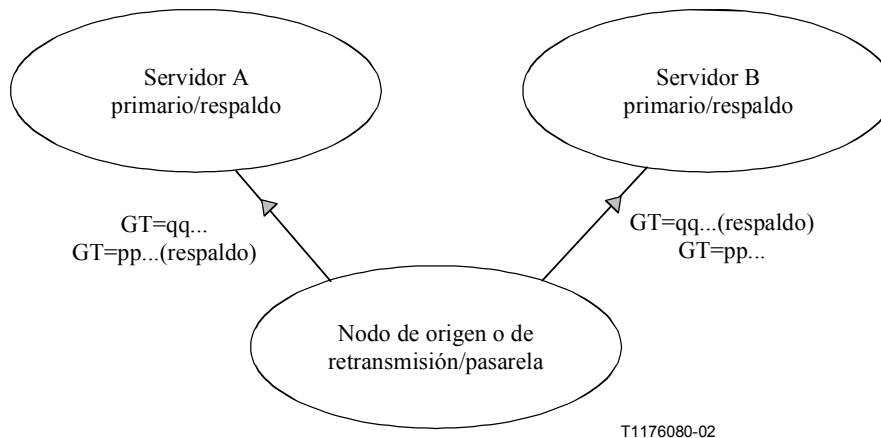 Servidor A
primario/respaldo
Servidor B
primario/respaldo
GT=qq...
GT=pp...(respaldo)
GT=qq...(respaldo)
GT=pp...
Nodo de origen o de
retransmisión/pasarela
T1176080-02